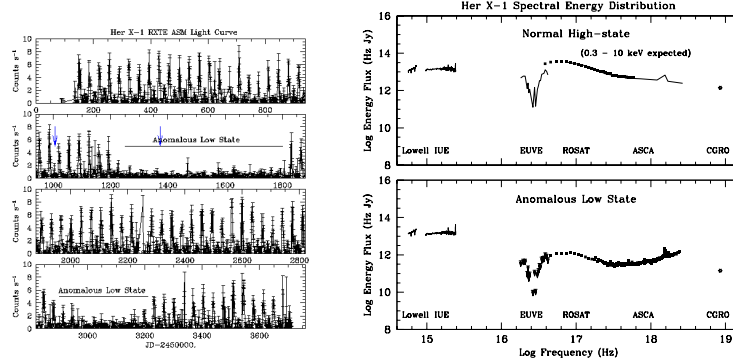 Her X-1 RXTE ASM Light Curve
Counts s⁻¹
10
8
6
4
2
0
0 200 400 600 800
Counts s⁻¹
10
8
6
4
2
0
Anomalous Low State
1000 1200 1400 1600 1800
Counts s⁻¹
10
8
6
4
2
0
2000 2200 2400 2600 2800
Counts s⁻¹
10
8
6
4
2
0
Anomalous Low State
3000 3200 3400 3600
JD-2450000.
Her X-1 Spectral Energy Distribution
Log Energy Flux (Hz Jy)
16
14
12
10
8
Normal High-state
(0.3 - 10 keV expected)
Lowell IUE EUVE ROSAT ASCA CGRO
Log Energy Flux (Hz Jy)
16
14
12
10
8
Anomalous Low State
Lowell IUE EUVE ROSAT ASCA CGRO
15 16 17 18 19
Log Frequency (Hz)